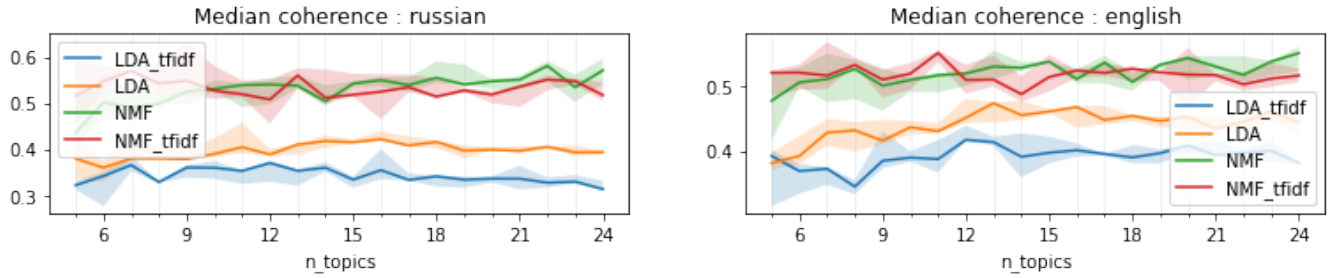 Median coherence : russian
0.6
0.5
0.4
0.3
LDA_tfidf
LDA
NMF
NMF_tfidf
6 9 12 15 18 21 24
n_topics
Median coherence : english
0.5
0.4
LDA_tfidf
LDA
NMF
NMF_tfidf
6 9 12 15 18 21 24
n_topics